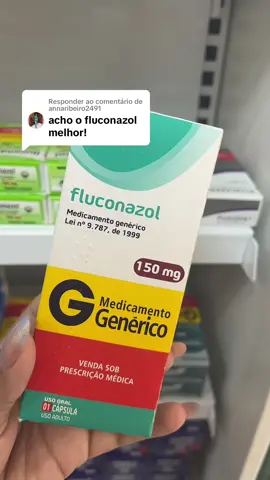 Responder ao comentário de
annaribeiro2491
acho o fluconazol
melhor!
fluconazol
Medicamento genérico
Lei nº 9.787, de 1999
150 mg
G Medicamento
Genérico
VENDA SOB
PRESCRIÇÃO MÉDICA
USO ORAL
01 CÁPSULA
USO ADULTO